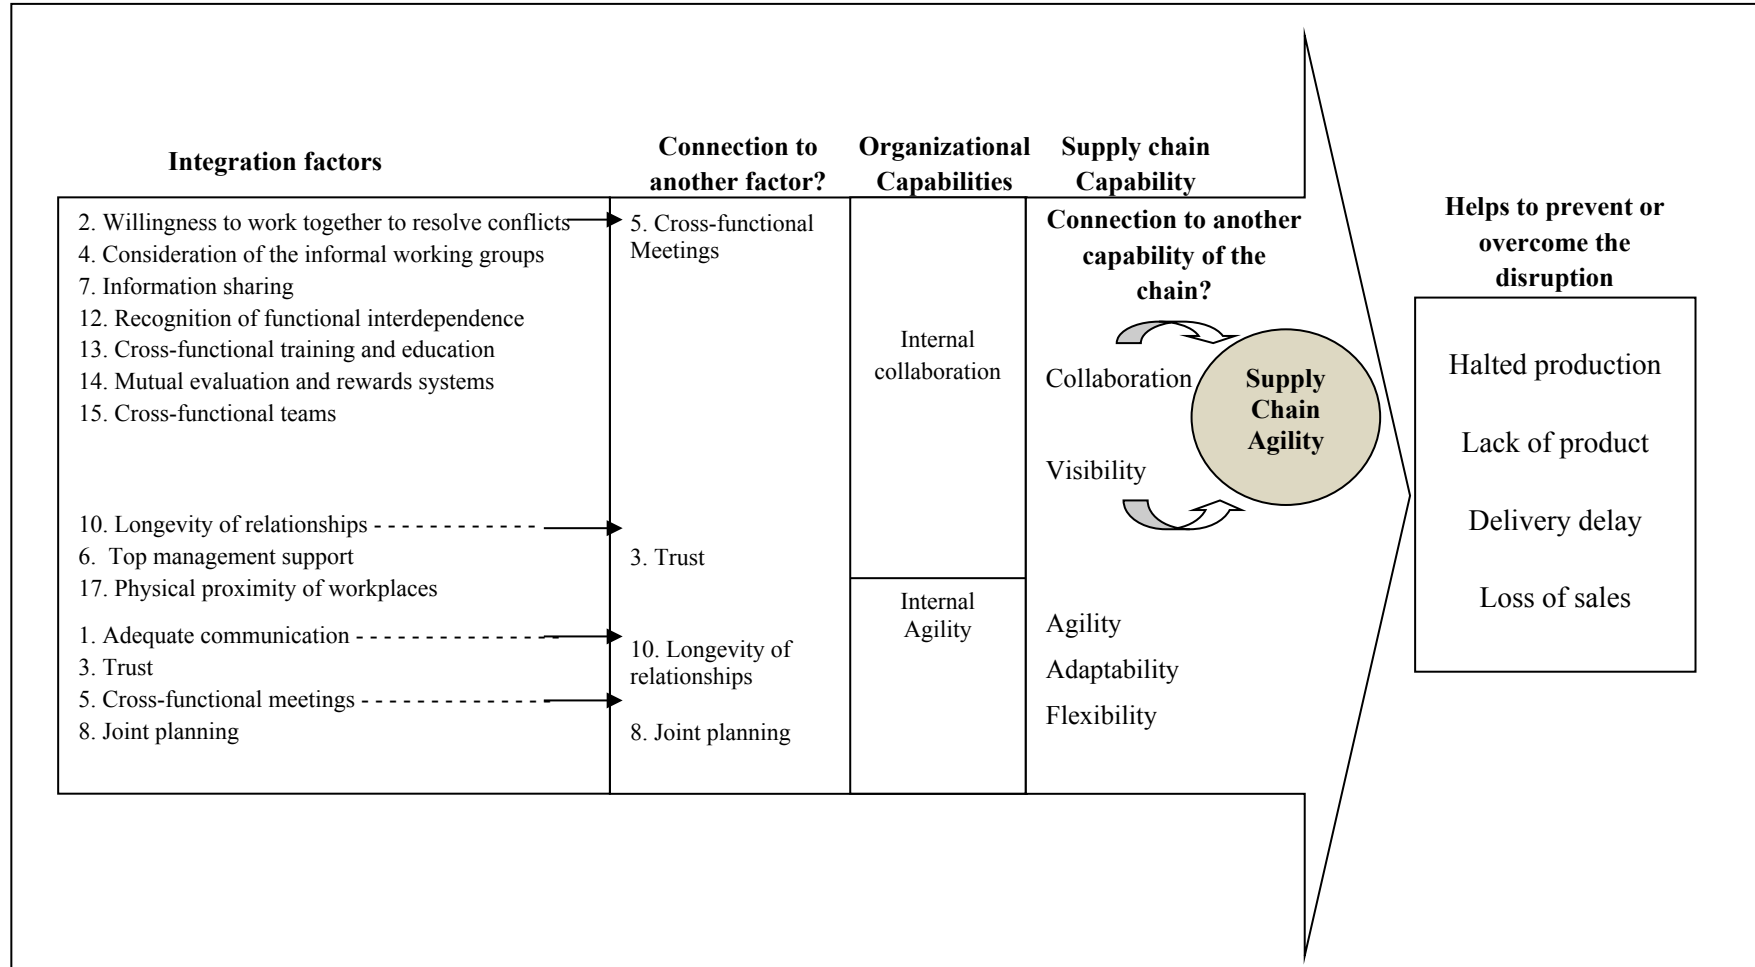 Integration factors
Connection to
another factor?
Organizational
Capabilities
Supply chain
Capability
2. Willingness to work together to resolve conflicts
4. Consideration of the informal working groups
7. Information sharing
12. Recognition of functional interdependence
13. Cross-functional training and education
14. Mutual evaluation and rewards systems
15. Cross-functional teams
10. Longevity of relationships
6. Top management support
17. Physical proximity of workplaces
1. Adequate communication
3. Trust
5. Cross-functional meetings
8. Joint planning
5. Cross-functional
Meetings
3. Trust
10. Longevity of
relationships
8. Joint planning
Internal
collaboration
Internal
Agility
Connection to another
capability of the
chain?
Collaboration
Visibility
Agility
Adaptability
Flexibility
Supply
Chain
Agility
Helps to prevent or
overcome the
disruption
Halted production
Lack of product
Delivery delay
Loss of sales